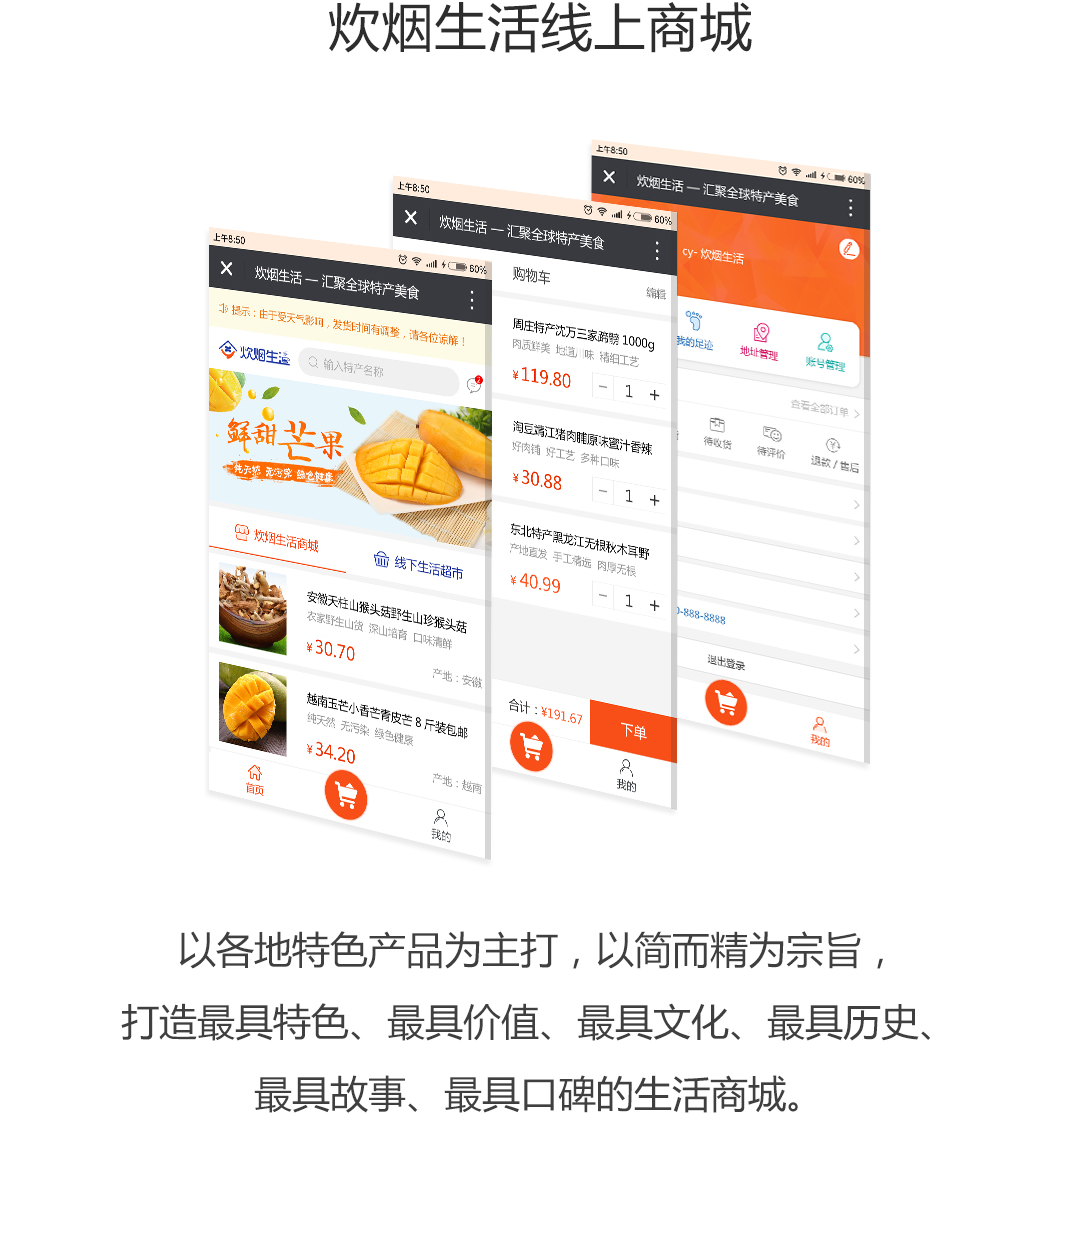 炊烟生活线上商城
上午8:50
60%
炊烟生活 — 汇聚全球特产美食
提示：由于受天气影响，发货时间有调整，请各位谅解！
炊烟生活
输入特产名称
2
鲜甜芒果
纯天然 无污染 绿色健康
炊烟生活商城
线下生活超市
安徽天柱山猴头菇野生山珍猴头菇
农家野生山货 深山培育 口味清鲜
¥30.70
产地：安徽
越南玉芒小香芒青皮芒 8 斤装包邮
纯天然 无污染 绿色健康
¥34.20
产地：越南
首页
我的
上午8:50
60%
炊烟生活 — 汇聚全球特产美食
购物车
编辑
周庄特产沈万三家蹄髈 1000g
肉质鲜美 地道口味 精细工艺
¥119.80
－ 1 ＋
淘豆靖江猪肉脯原味蜜汁香辣
好肉铺 好工艺 多种口味
¥30.88
－ 1 ＋
东北特产黑龙江无根秋木耳野
产地直发 手工精选 肉厚无根
¥40.99
－ 1 ＋
合计：¥191.67
下单
我的
上午8:50
60%
炊烟生活 — 汇聚全球特产美食
cy- 炊烟生活
我的足迹
地址管理
账号管理
查看全部订单
待收货
待评价
退款 / 售后
0-888-8888
退出登录
我的
以各地特色产品为主打，以简而精为宗旨，
打造最具特色、最具价值、最具文化、最具历史、
最具故事、最具口碑的生活商城。